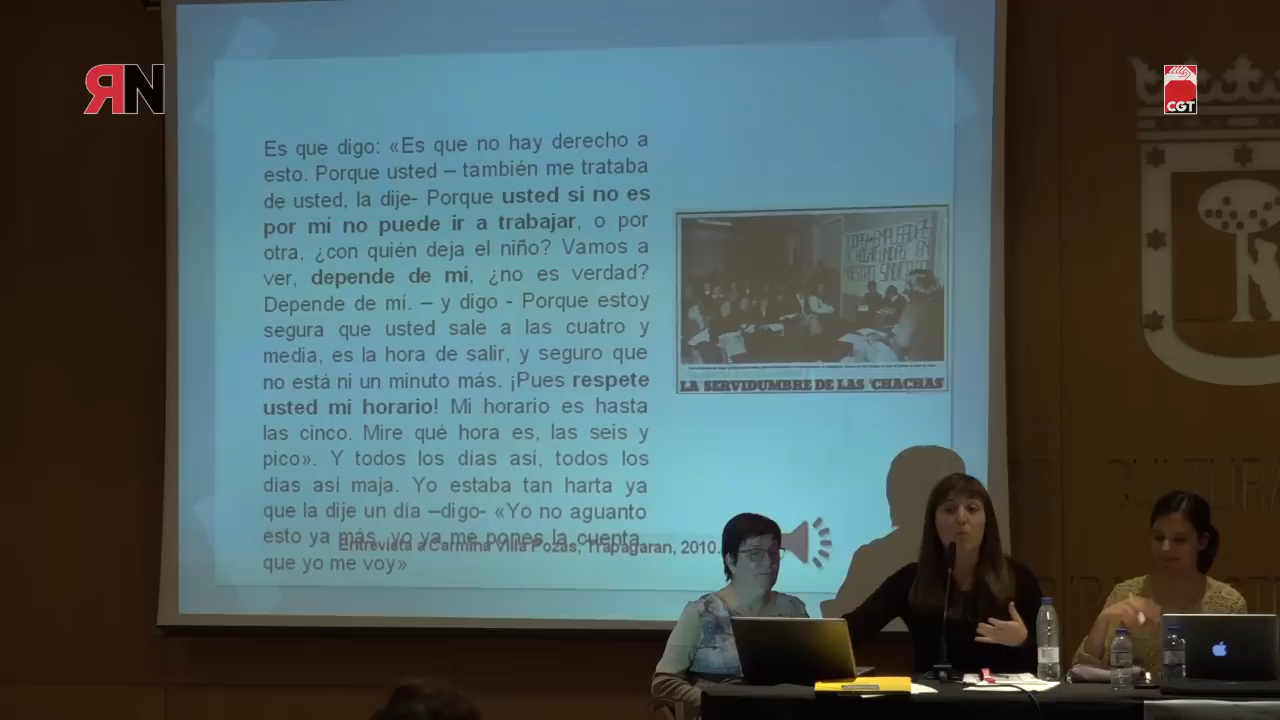 RN
CGT
Es que digo: «Es que no hay derecho a
esto. Porque usted – también me trataba
de usted, la dije- Porque usted si no es
por mí no puede ir a trabajar, o por
otra, ¿con quién deja el niño? Vamos a
ver, depende de mí, ¿no es verdad?
Depende de mí. – y digo - Porque estoy
segura que usted sale a las cuatro y
media, es la hora de salir, y seguro que
no está ni un minuto más. ¡Pues respete
usted mi horario! Mi horario es hasta
las cinco. Mire qué hora es, las seis y
pico». Y todos los días así, todos los
días así maja. Yo estaba tan harta ya
que la dije un día –digo- «Yo no aguanto
esto ya más, yo ya me pones la cuenta
que yo me voy»
Entrevista a Carmina Villa Pozas, Trapagaran, 2010.
EMPLEADAS
HOGAR UNIROS EN
SINDICATO
LA SERVIDUMBRE DE LAS 'CHACHAS'
CULTURA